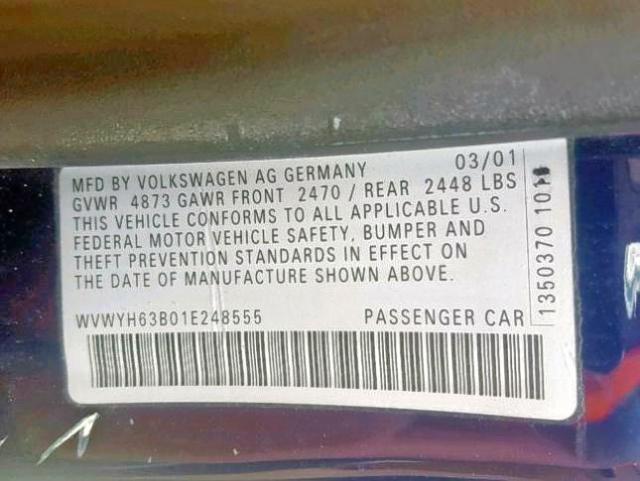 MFD BY VOLKSWAGEN AG GERMANY 03/01
GVWR 4873 GAWR FRONT 2470 / REAR 2448 LBS
THIS VEHICLE CONFORMS TO ALL APPLICABLE U.S.
FEDERAL MOTOR VEHICLE SAFETY, BUMPER AND
THEFT PREVENTION STANDARDS IN EFFECT ON
THE DATE OF MANUFACTURE SHOWN ABOVE.
WVWYH63B01E248555 PASSENGER CAR
1350370